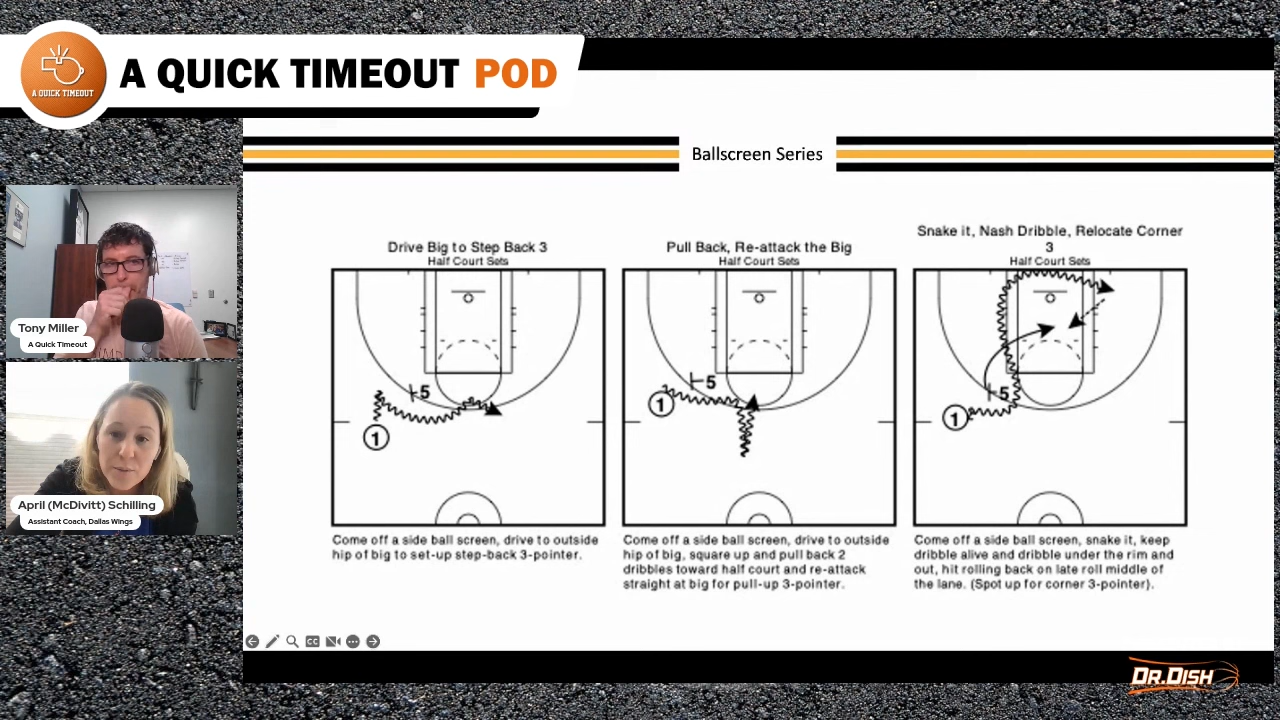 A QUICK TIMEOUT POD
A QUICK TIMEOUT
Ballscreen Series
Tony Miller
A Quick Timeout
April (McDivitt) Schilling
Assistant Coach, Dallas Wings
Drive Big to Step Back 3
Half Court Sets
5
1
Come off a side ball screen, drive to outside
hip of big to set-up step-back 3-pointer.
Pull Back, Re-attack the Big
Half Court Sets
5
1
Come off a side ball screen, drive to outside
hip of big, square up and pull back 2
dribbles toward half court and re-attack
straight at big for pull-up 3-pointer.
Snake it, Nash Dribble, Relocate Corner
3
Half Court Sets
5
1
Come off a side ball screen, snake it, keep
dribble alive and dribble under the rim and
out, hit rolling back on late roll middle of
the lane. (Spot up for corner 3-pointer).
CC
DR.DISH